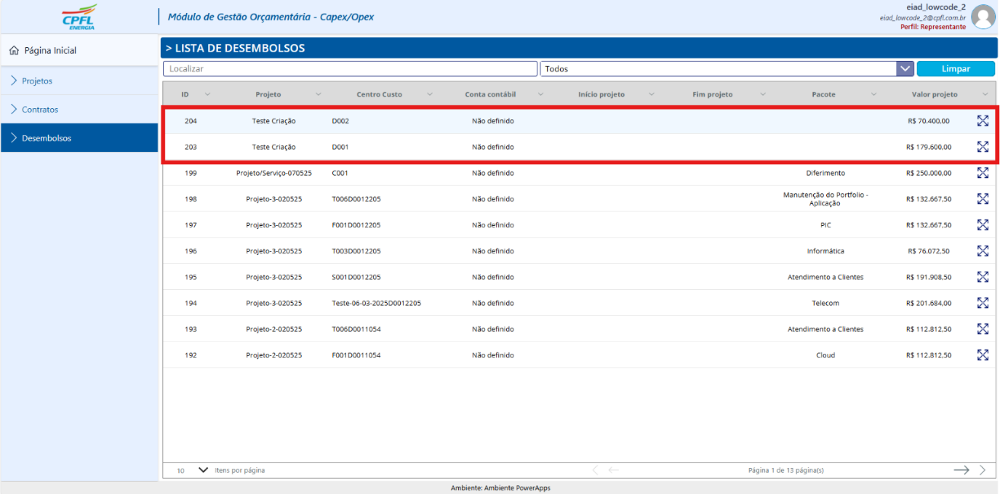 CPFL
ENERGIA
Módulo de Gestão Orçamentária - Capex/Opex
eiad_lowcode_2
eiad_lowcode_2@cpfl.com.br
Perfil: Representante
Página Inicial
Projetos
Contratos
Desembolsos
> LISTA DE DESEMBOLSOS
Localizar Todos Limpar
ID Projeto Centro Custo Conta contábil Início projeto Fim projeto Pacote Valor projeto
204 Teste Criação D002 Não definido R$ 70.400,00
203 Teste Criação D001 Não definido R$ 179.600,00
199 Projeto/Serviço-070525 C001 Não definido Diferimento R$ 250.000,00
198 Projeto-3-020525 T006D0012205 Não definido Manutenção do Portfolio - Aplicação R$ 132.667,50
197 Projeto-3-020525 F001D0012205 Não definido PIC R$ 132.667,50
196 Projeto-3-020525 T003D0012205 Não definido Informática R$ 76.072,50
195 Projeto-3-020525 S001D0012205 Não definido Atendimento a Clientes R$ 191.908,50
194 Projeto-3-020525 Teste-06-03-2025D0012205 Não definido Telecom R$ 201.684,00
193 Projeto-2-020525 T006D0011054 Não definido Atendimento a Clientes R$ 112.812,50
192 Projeto-2-020525 F001D0011054 Não definido Cloud R$ 112.812,50
10 Itens por página Página 1 de 13 página(s)
Ambiente: Ambiente PowerApps